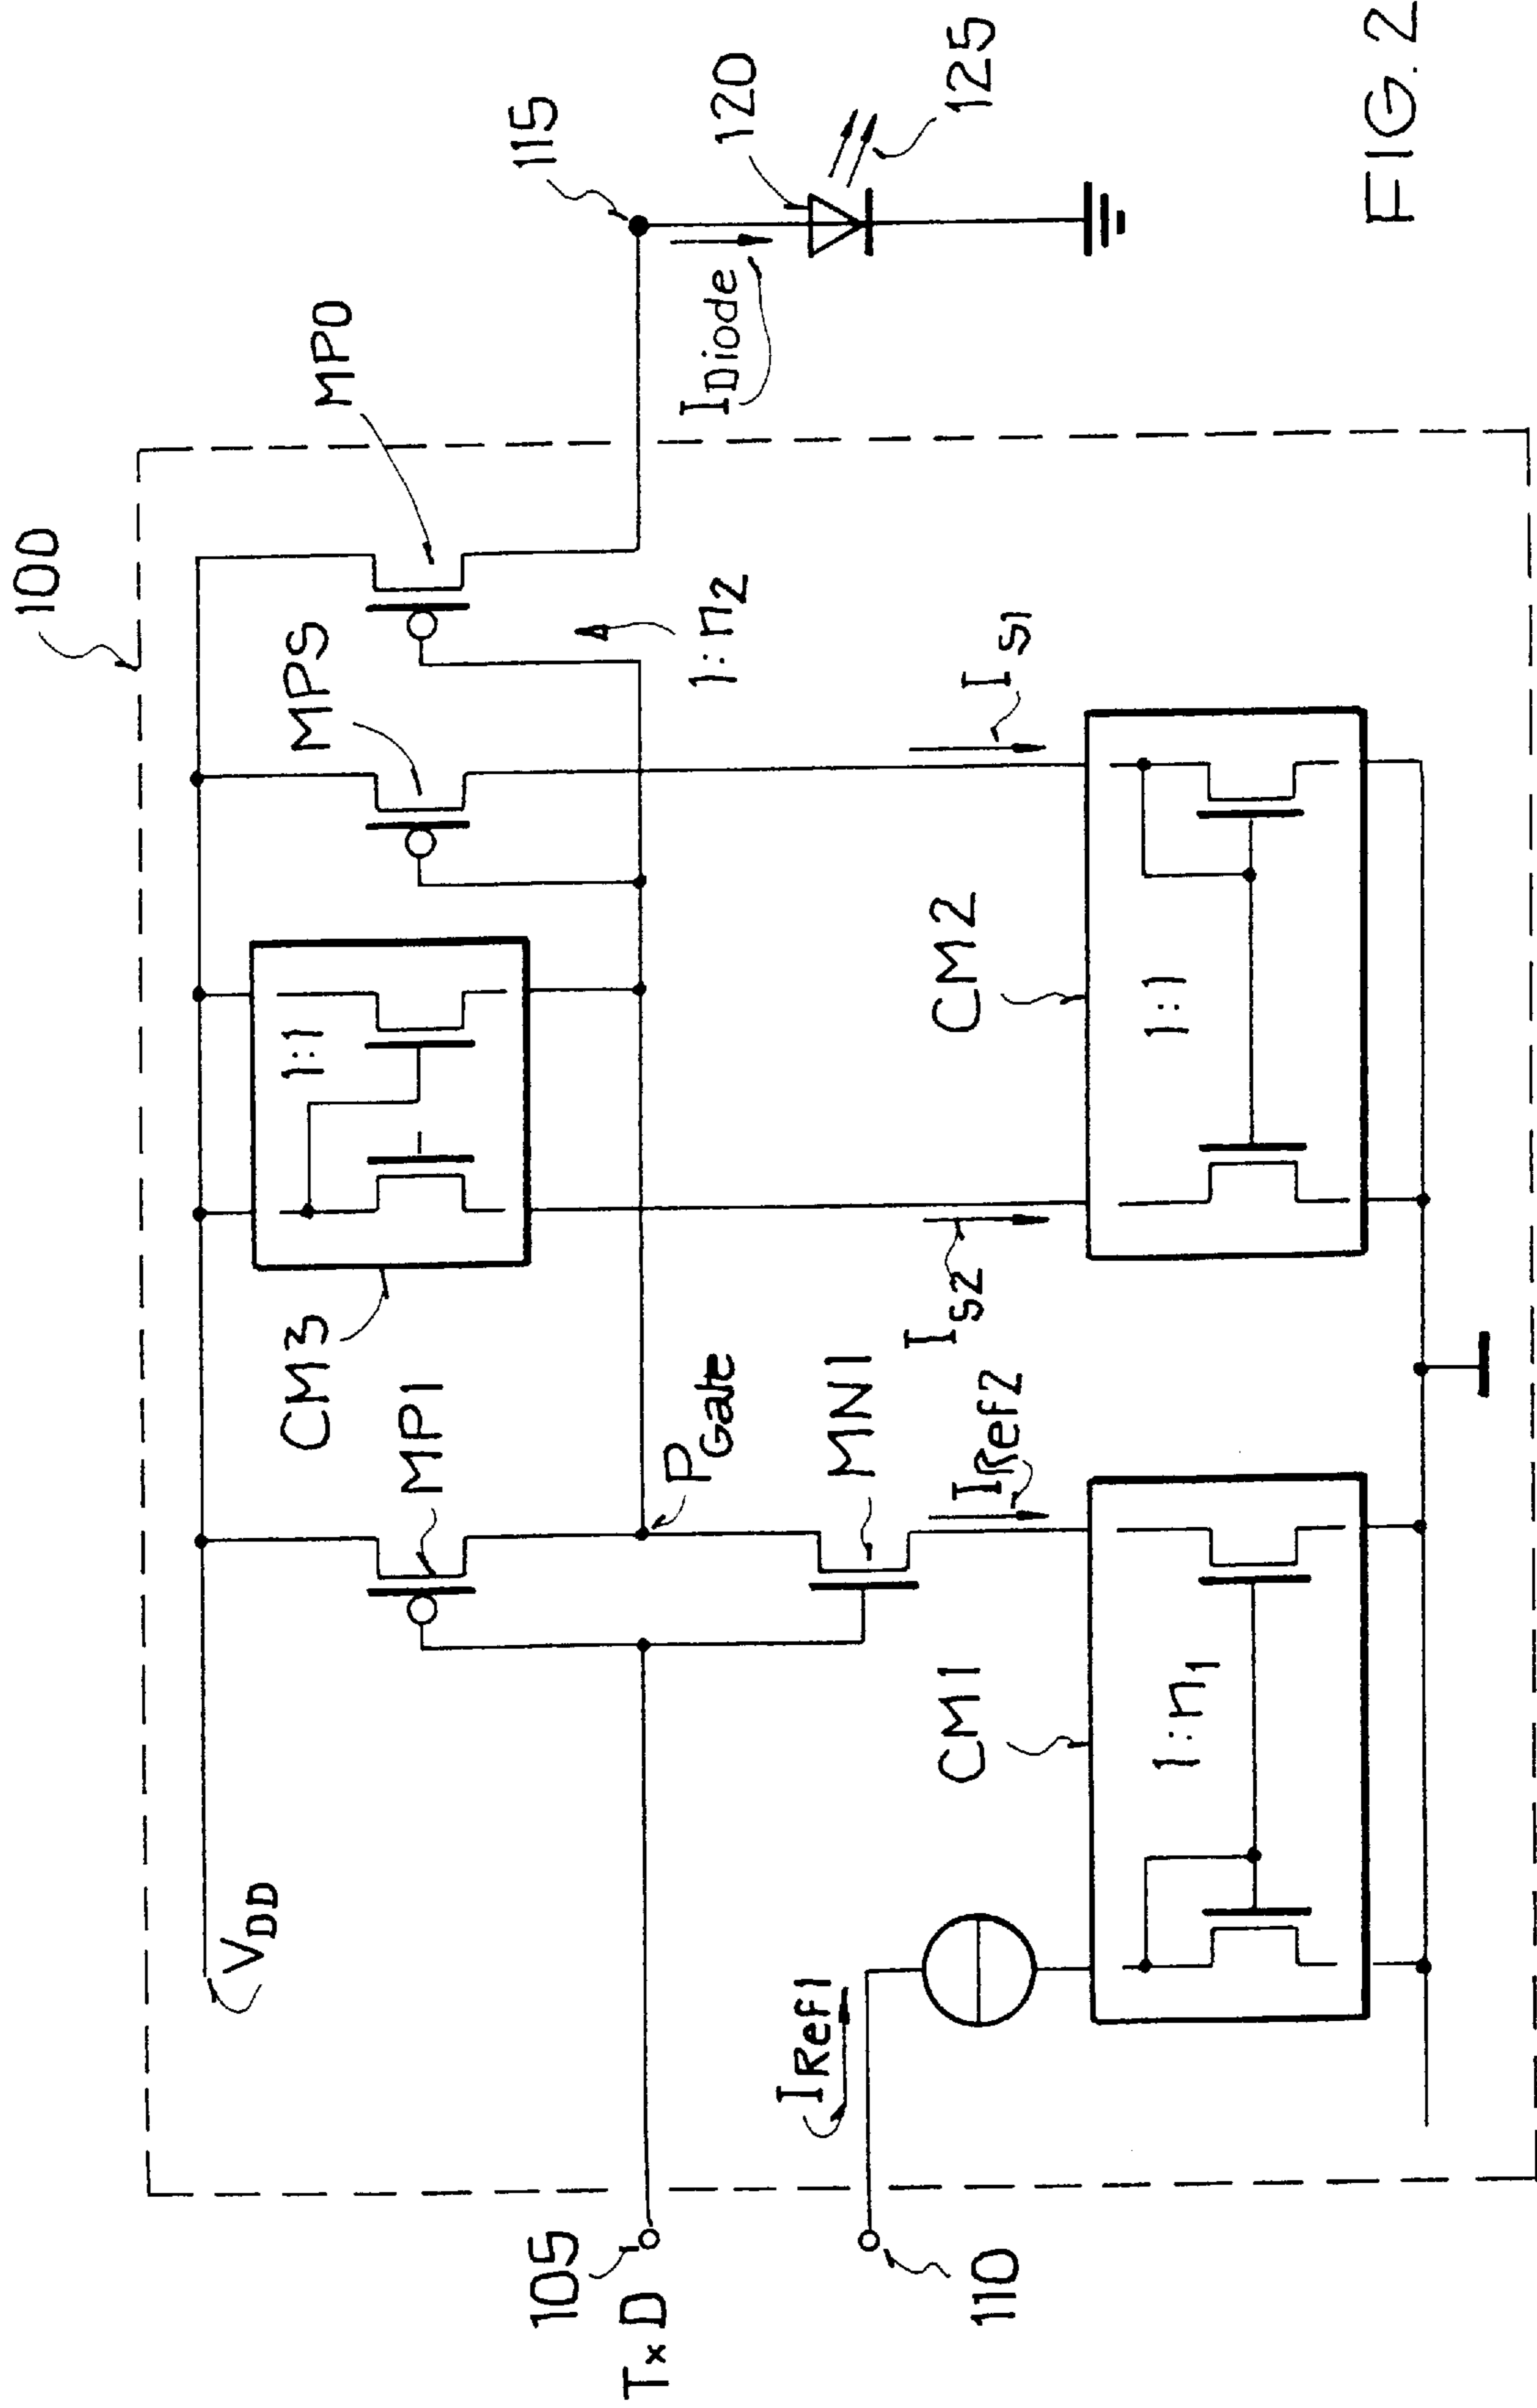 100
115
MPO
MPS
120
125
1:1
CM3
MP1
V_DD
I_Diode
1:n₂
P_Gate
105
TxD
MN1
I_S1
I_S2
CM2
1:1
I_Ref2
I_Ref1
CM1
1:n₁
110
FIG. 2